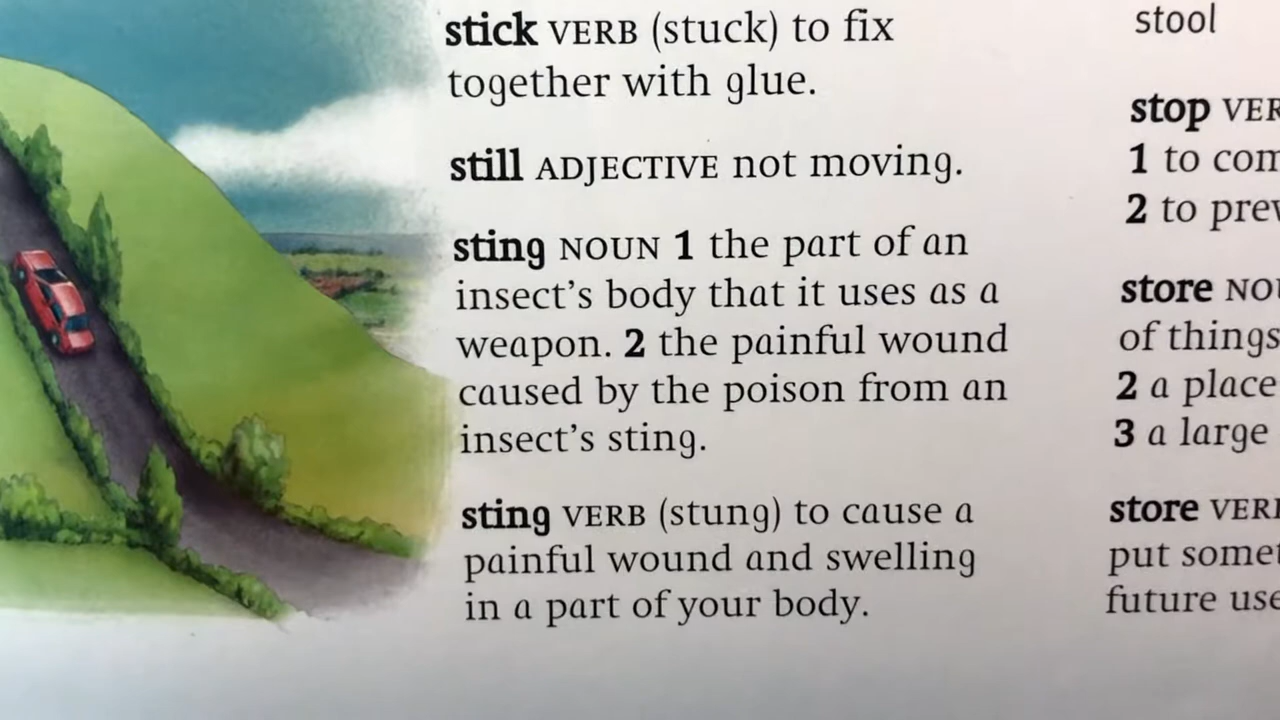 stick VERB (stuck) to fix
together with glue.
still ADJECTIVE not moving.
sting NOUN 1 the part of an
insect's body that it uses as a
weapon. 2 the painful wound
caused by the poison from an
insect's sting.
sting VERB (stung) to cause a
painful wound and swelling
in a part of your body.
stool
stop
1 to
2 to
store
of things
2 a place
3 a large
store
put
future